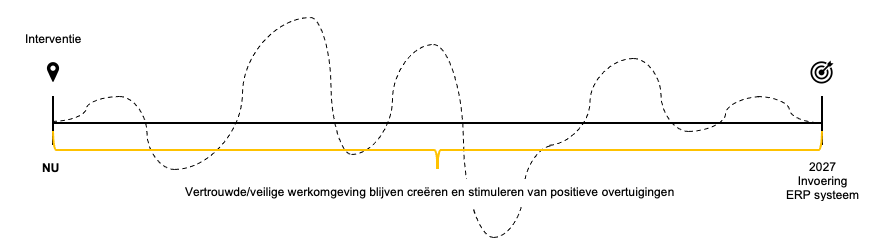 Interventie
NU
2027
Invoering
ERP systeem
Vertrouwde/veilige werkomgeving blijven creëren en stimuleren van positieve overtuigingen